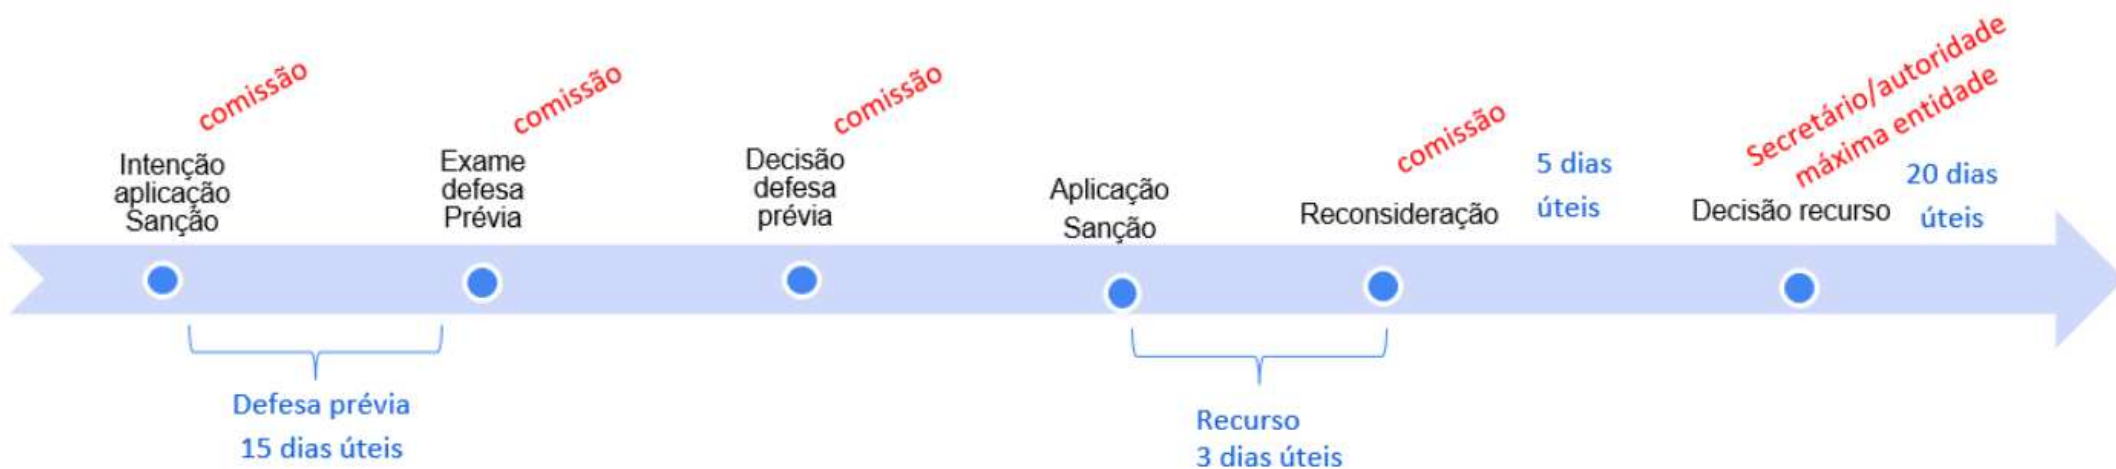 comissão
Intenção
aplicação
Sanção
comissão
Exame
defesa
Prévia
comissão
Decisão
defesa
prévia
Aplicação
Sanção
comissão
Reconsideração
5 dias
úteis
Secretário/autoridade
máxima entidade
Decisão recurso
20 dias
úteis
Defesa prévia
15 dias úteis
Recurso
3 dias úteis